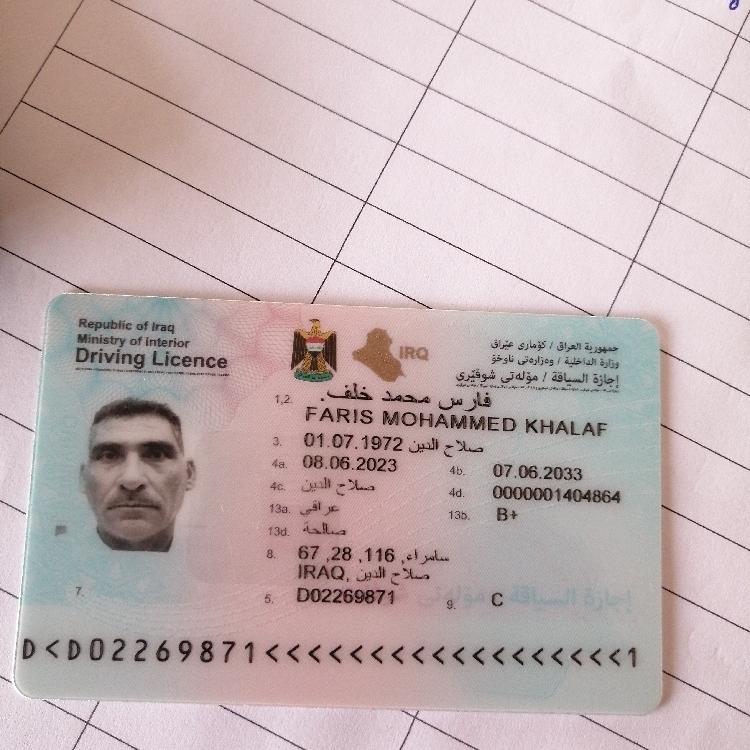 Republic of Iraq
Ministry of Interior
Driving Licence
IRQ
جمهورية العراق / كۆماری عێراق
وزارة الداخلية / وەزارەتی ناوخۆ
إجازة السياقة / مۆڵەتی شوفێری
1,2. فارس محمد خلف.
FARIS MOHAMMED KHALAF
3. 01.07.1972 صلاح الدين
4a. 08.06.2023 4b. 07.06.2033
4c. صلاح الدين 4d. 0000001404864
13a. عراقي 13b. B+
13d. صالحة
8. سامراء, 116, 28, 67
IRAQ, صلاح الدين
7.
5. D02269871 9. C
إجازة السياقة / مۆڵەتی
D<D02269871<<<<<<<<<<<<<<<<<<<1